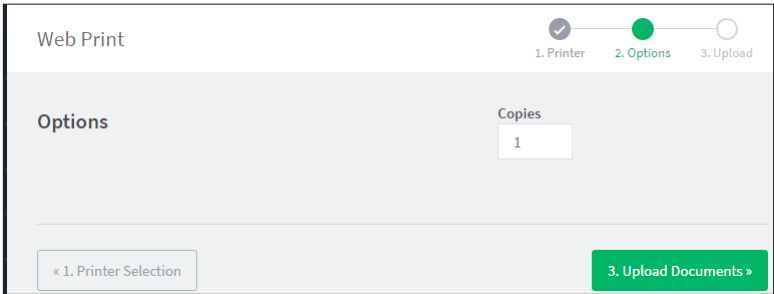 Web Print
1. Printer
2. Options
3. Upload
Options
Copies
1
« 1. Printer Selection
3. Upload Documents »